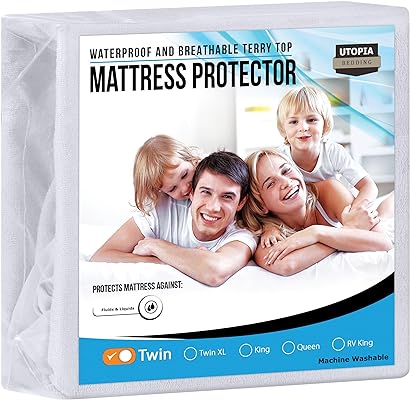 WATERPROOF AND BREATHABLE TERRY TOP
MATTRESS PROTECTOR
UTOPIA
BEDDING
PROTECTS MATTRESS AGAINST:
Fluids & Liquids
Twin
Twin XL
King
Queen
RV King
Machine Washable